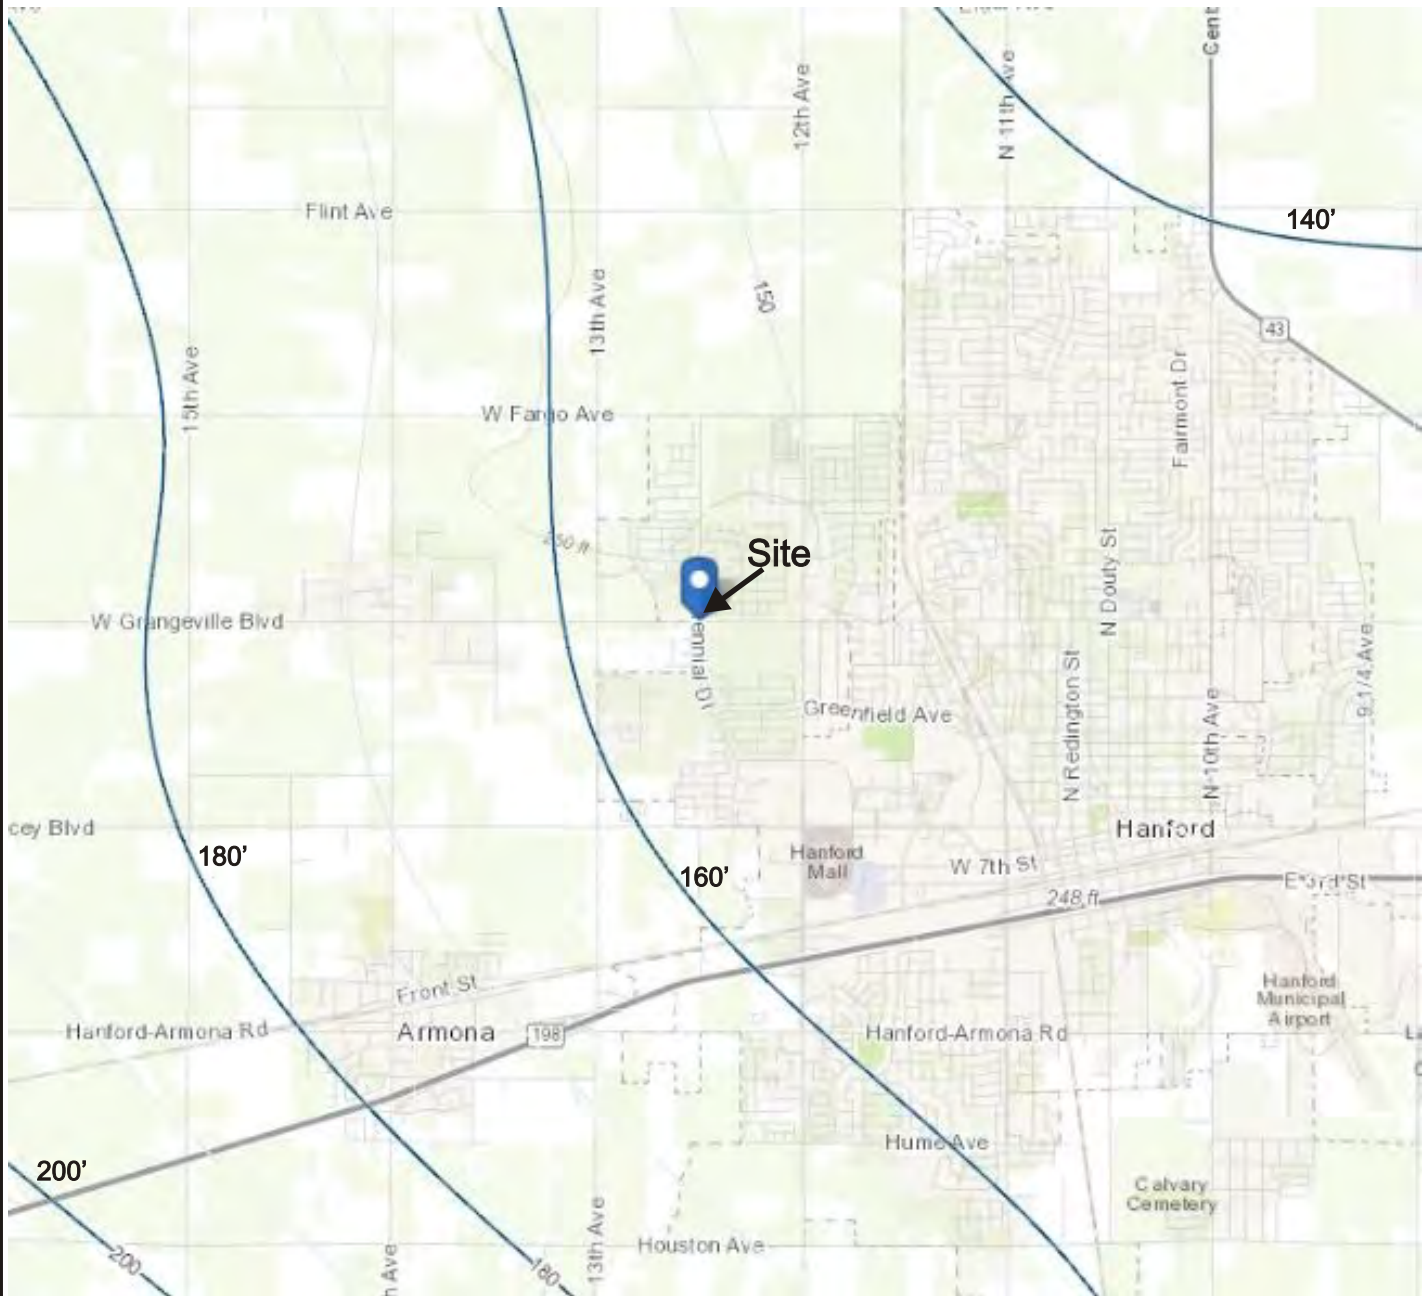 Cent
12th Ave
N 11th Ave
Flint Ave
140'
13th Ave
150
43
15th Ave
Fairmont Dr
W Fargo Ave
250 ft
Site
N Douty St
W Grangeville Blvd
ennial Dr
N Redington St
9 1/4 Ave
Greenfield Ave
N 10th Ave
cey Blvd
Hanford
180'
160'
Hanford
Mall
W 7th St
248 ft
Front St
Hanford
Municipal
Airport
Hanford-Armona Rd
Armona
198
Hanford-Armona Rd
La
Hume Ave
200'
Calvary
Cemetery
13th Ave
Houston Ave
200
180
h Ave